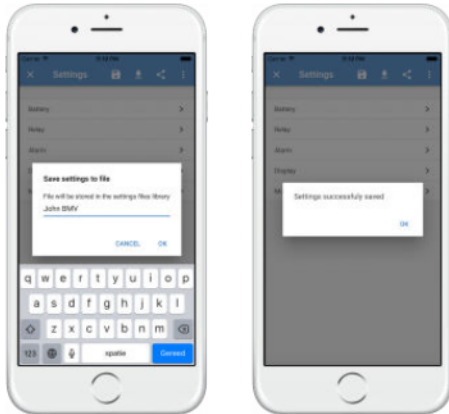 Settings
Battery
Relay
Alarm
Save settings to file
File will be stored in the settings files library
John BMV
CANCEL OK
q w e r t y u i o p
a s d f g h j k l
z x c v b n m
123 spatie Gereed
Settings
Battery
Relay
Alarm
Display
Settings successfuly saved
OK